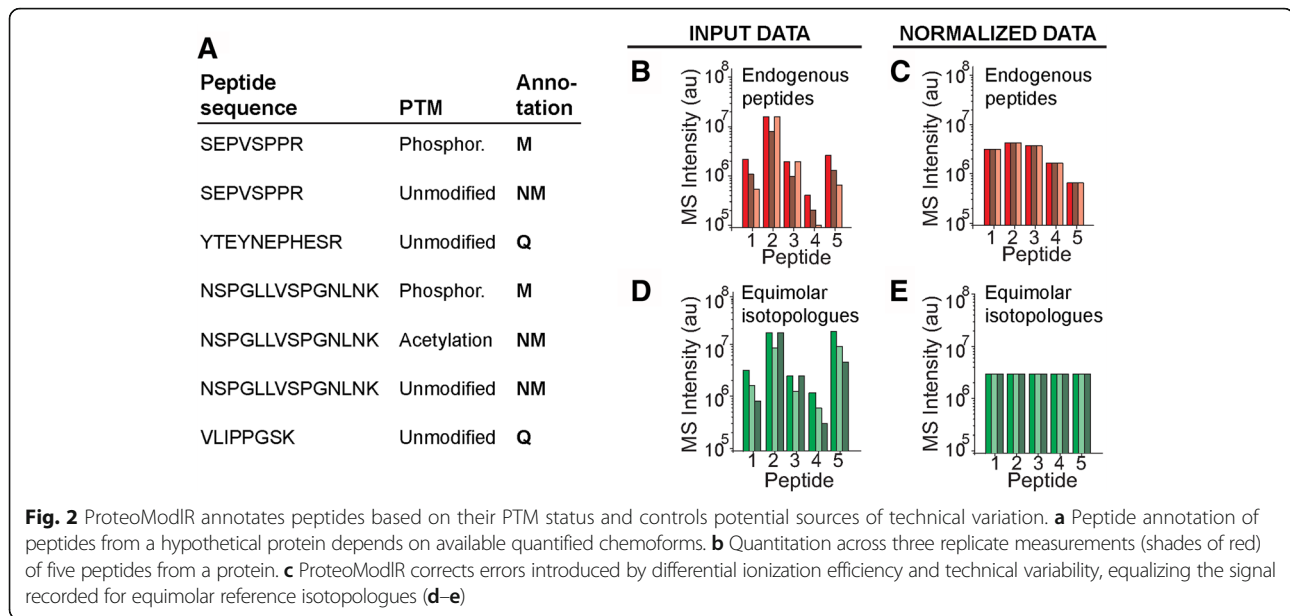 A
Peptide sequence PTM Anno-tation
SEPVSPPR Phosphor. M
SEPVSPPR Unmodified NM
YTEYNEPHESR Unmodified Q
NSPGLLVSPGNLNK Phosphor. M
NSPGLLVSPGNLNK Acetylation NM
NSPGLLVSPGNLNK Unmodified NM
VLIPPGSK Unmodified Q
INPUT DATA
NORMALIZED DATA
B
Endogenous
peptides
MS Intensity (au)
10^8
10^7
10^6
10^5
1 2 3 4 5
Peptide
C
Endogenous
peptides
MS Intensity (au)
10^8
10^7
10^6
10^5
1 2 3 4 5
Peptide
D
Equimolar
isotopologues
MS Intensity (au)
10^8
10^7
10^6
10^5
1 2 3 4 5
Peptide
E
Equimolar
isotopologues
MS Intensity (au)
10^8
10^7
10^6
10^5
1 2 3 4 5
Peptide
Fig. 2 ProteoModlR annotates peptides based on their PTM status and controls potential sources of technical variation. a Peptide annotation of
peptides from a hypothetical protein depends on available quantified chemoforms. b Quantitation across three replicate measurements (shades of red)
of five peptides from a protein. c ProteoModlR corrects errors introduced by differential ionization efficiency and technical variability, equalizing the signal
recorded for equimolar reference isotopologues (d–e)